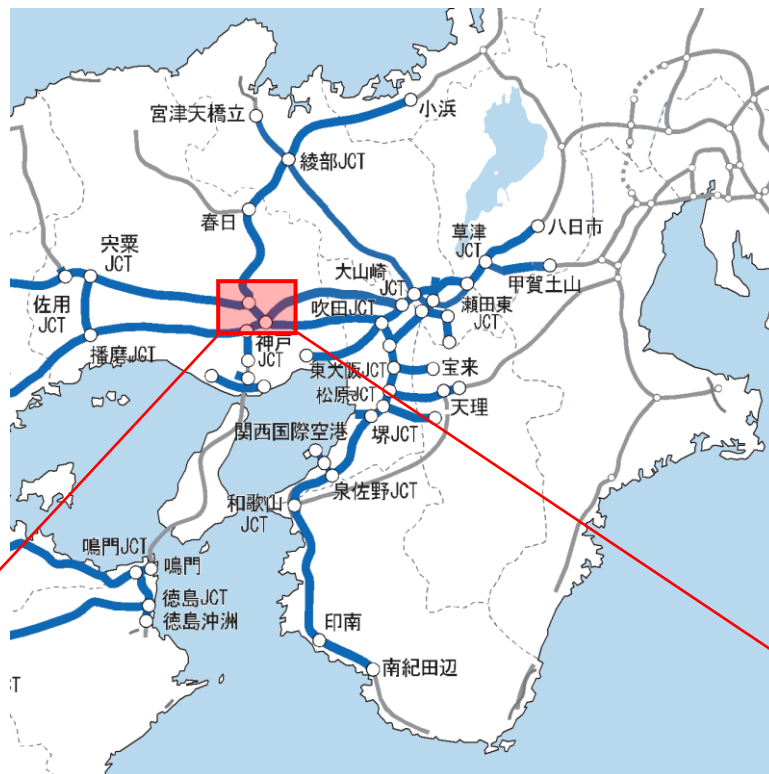 宮津天橋立
小浜
綾部JCT
春日
草津
JCT
八日市
宍粟
JCT
大山崎
JCT
甲賀土山
佐用
JCT
吹田JCT
瀬田東
JCT
播磨JCT
神戸
JCT
東大阪JCT
宝来
松原JCT
天理
関西国際空港
堺JCT
泉佐野JCT
和歌山
JCT
鳴門JCT
鳴門
徳島JCT
徳島沖洲
印南
南紀田辺
CT